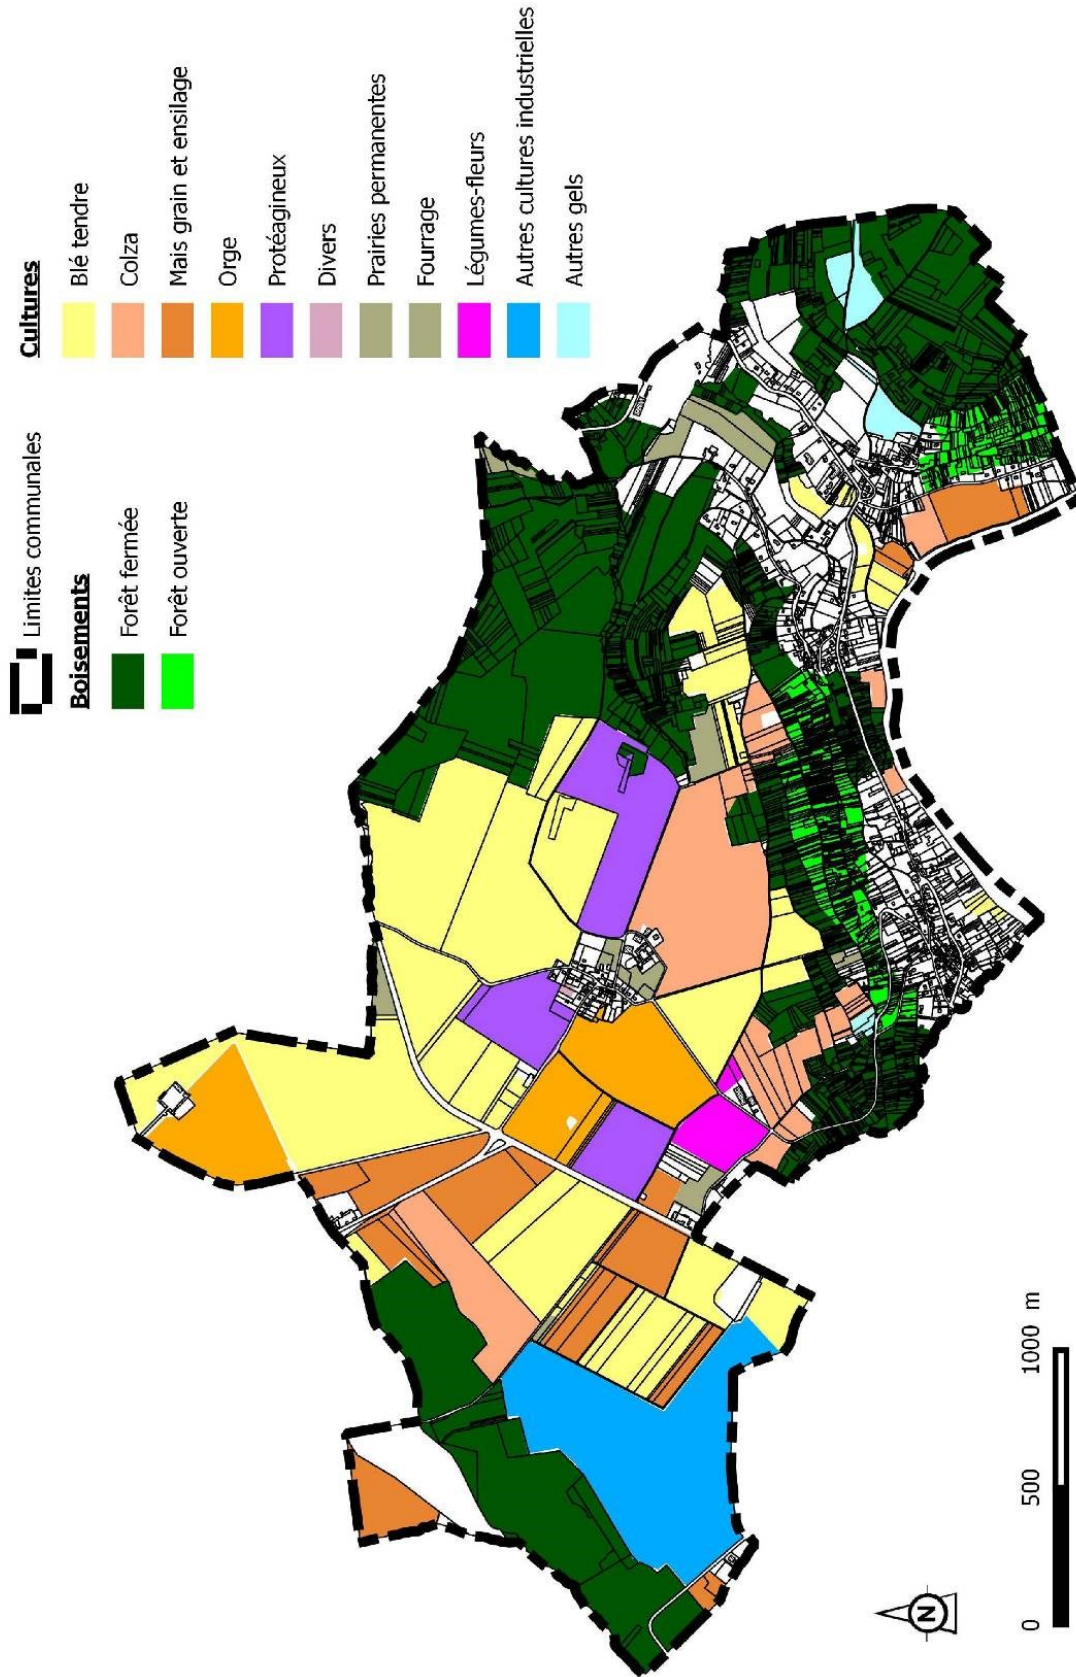 Limites communales
Boisements
Forêt fermée
Forêt ouverte
Cultures
Blé tendre
Colza
Mais grain et ensilage
Orge
Protéagineux
Divers
Prairies permanentes
Fourrage
Légumes-fleurs
Autres cultures industrielles
Autres gels
N
0 500 1000 m